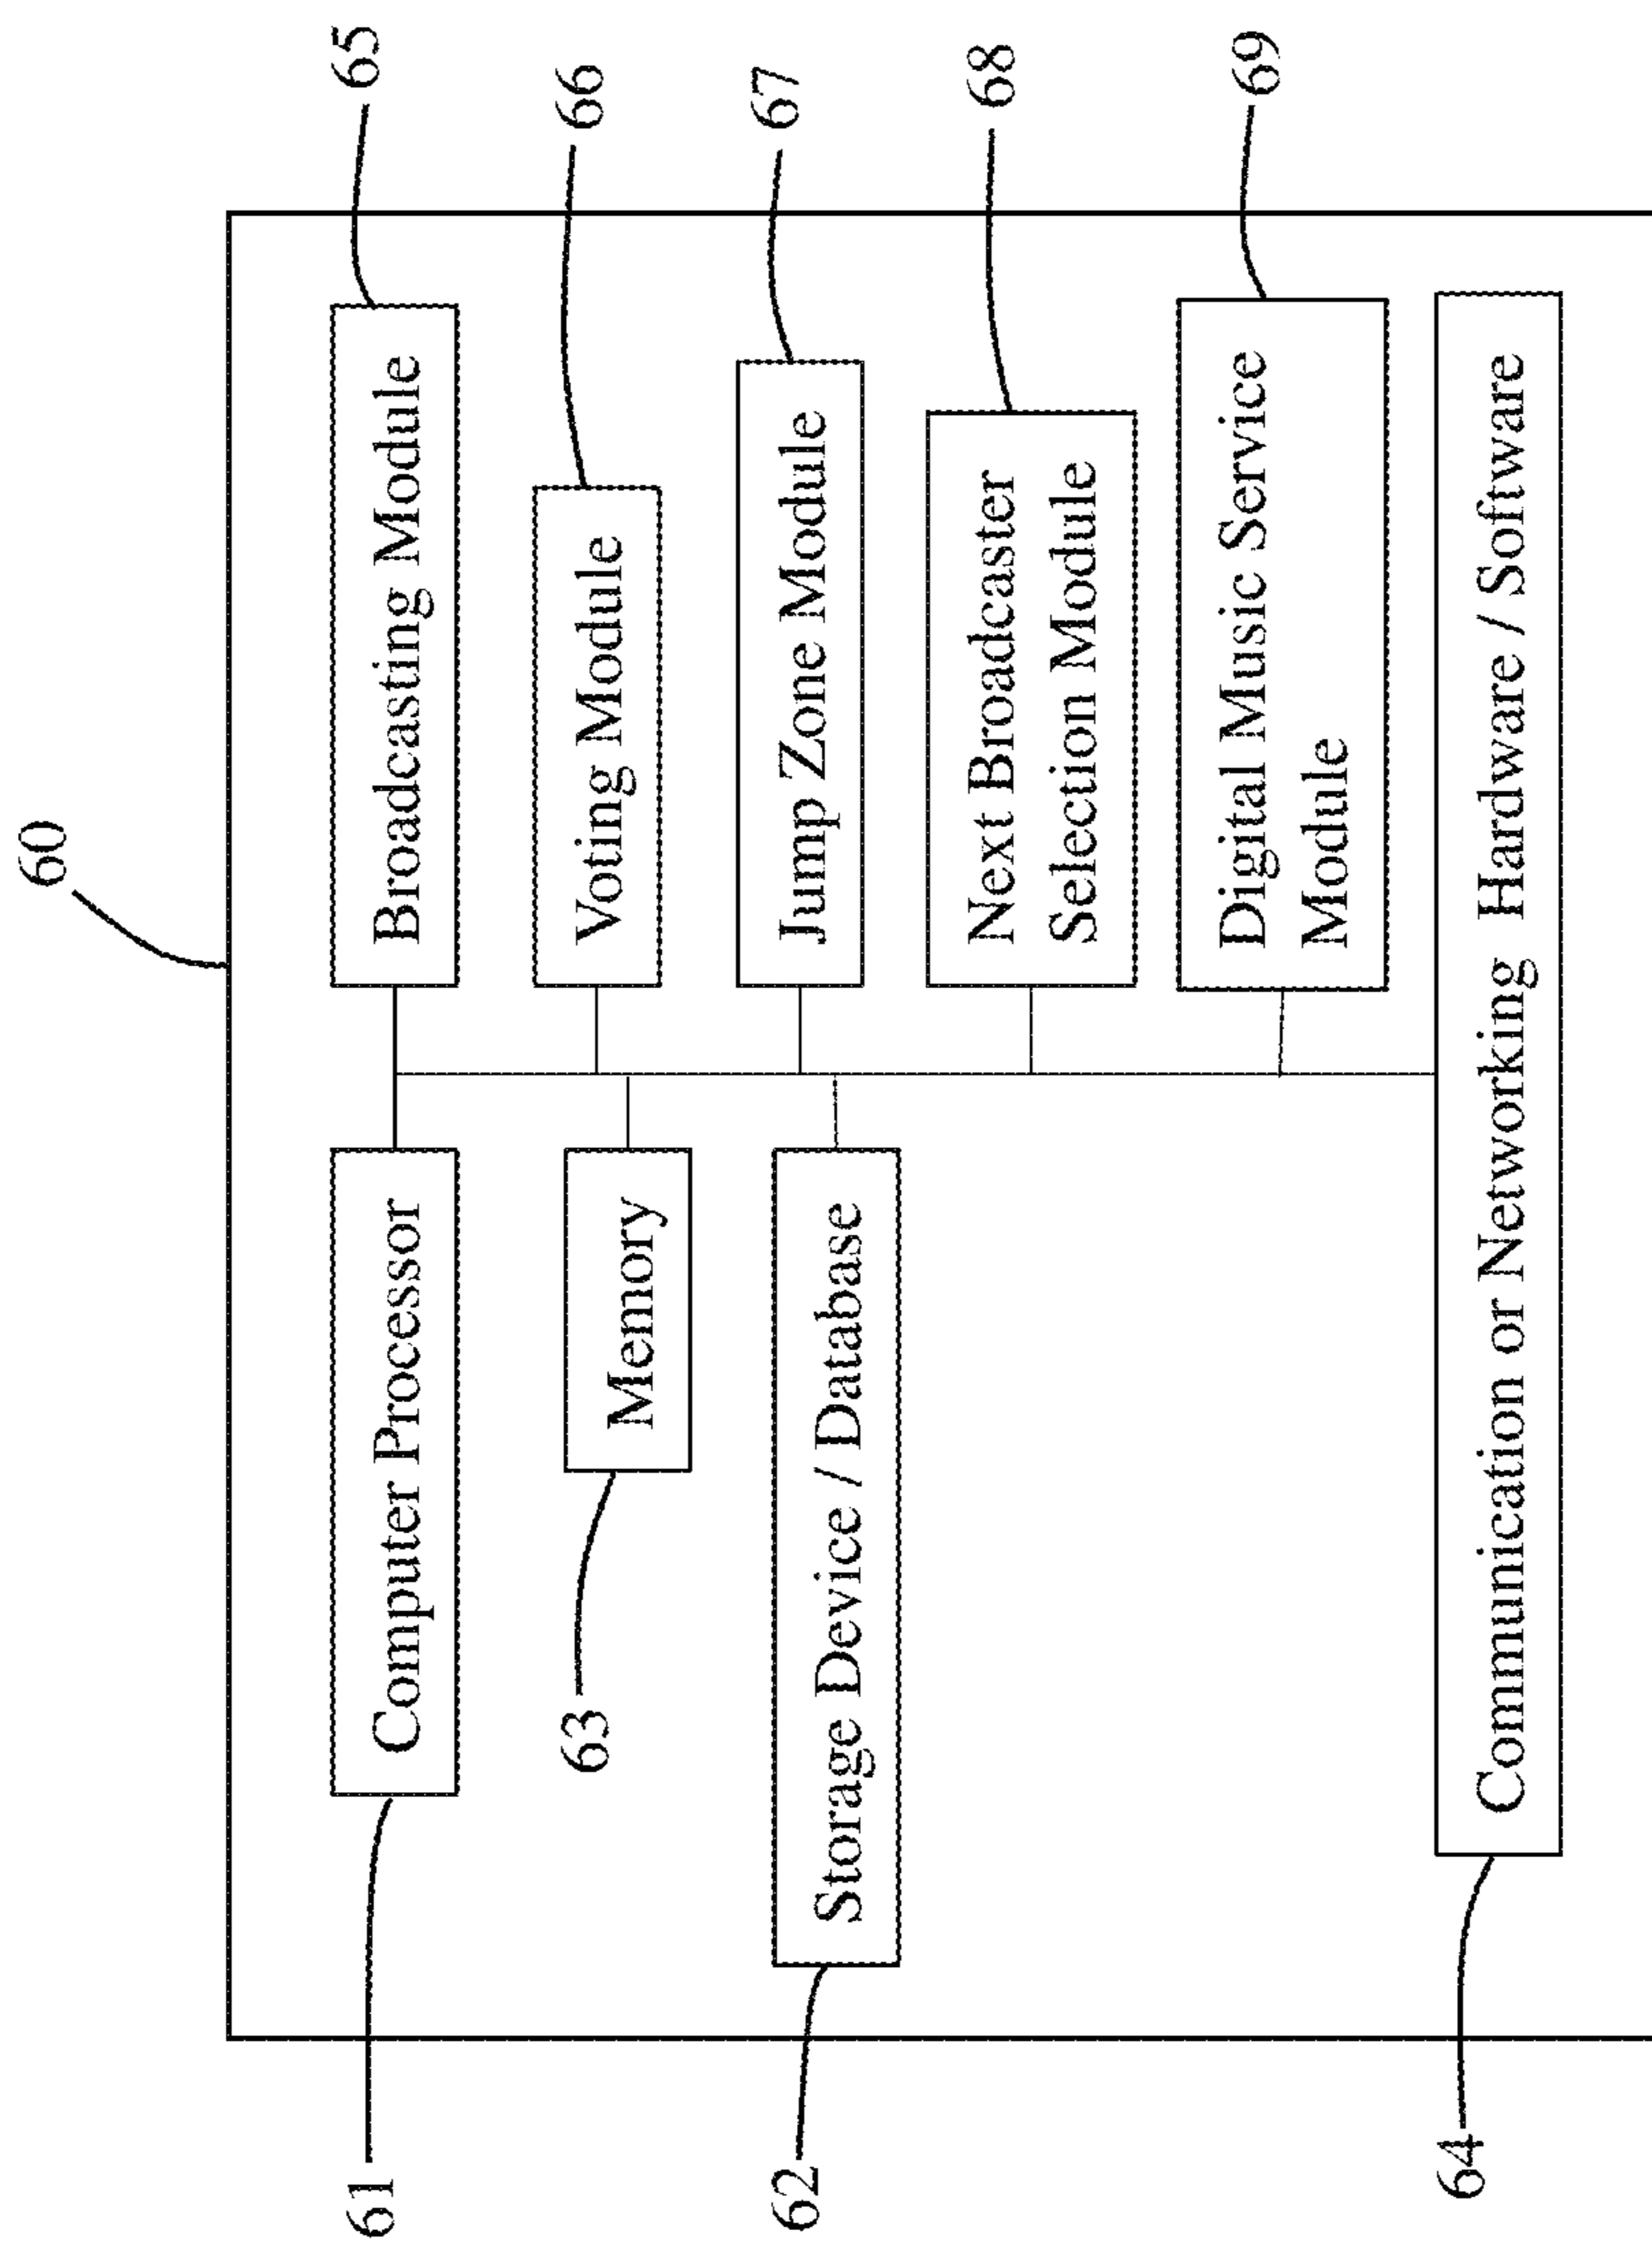 60
61
Computer Processor
Broadcasting Module
65
63
Memory
Voting Module
66
62
Storage Device / Database
Jump Zone Module
67
Next Broadcaster
Selection Module
68
Digital Music Service
Module
69
64
Communication or Networking Hardware / Software